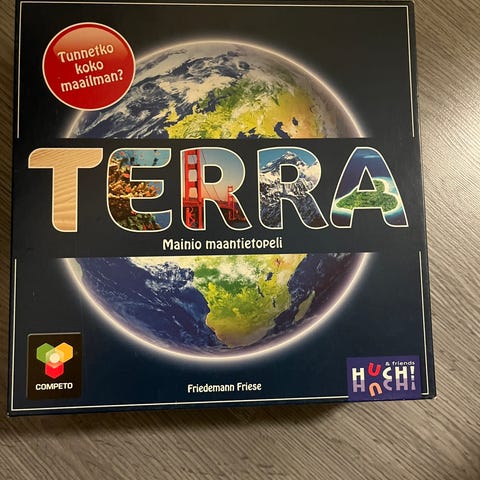 Tunnetko
koko
maailman?
TERRA
Mainio maantietopeli
COMPETO
Friedemann Friese
& friends
HUCH!